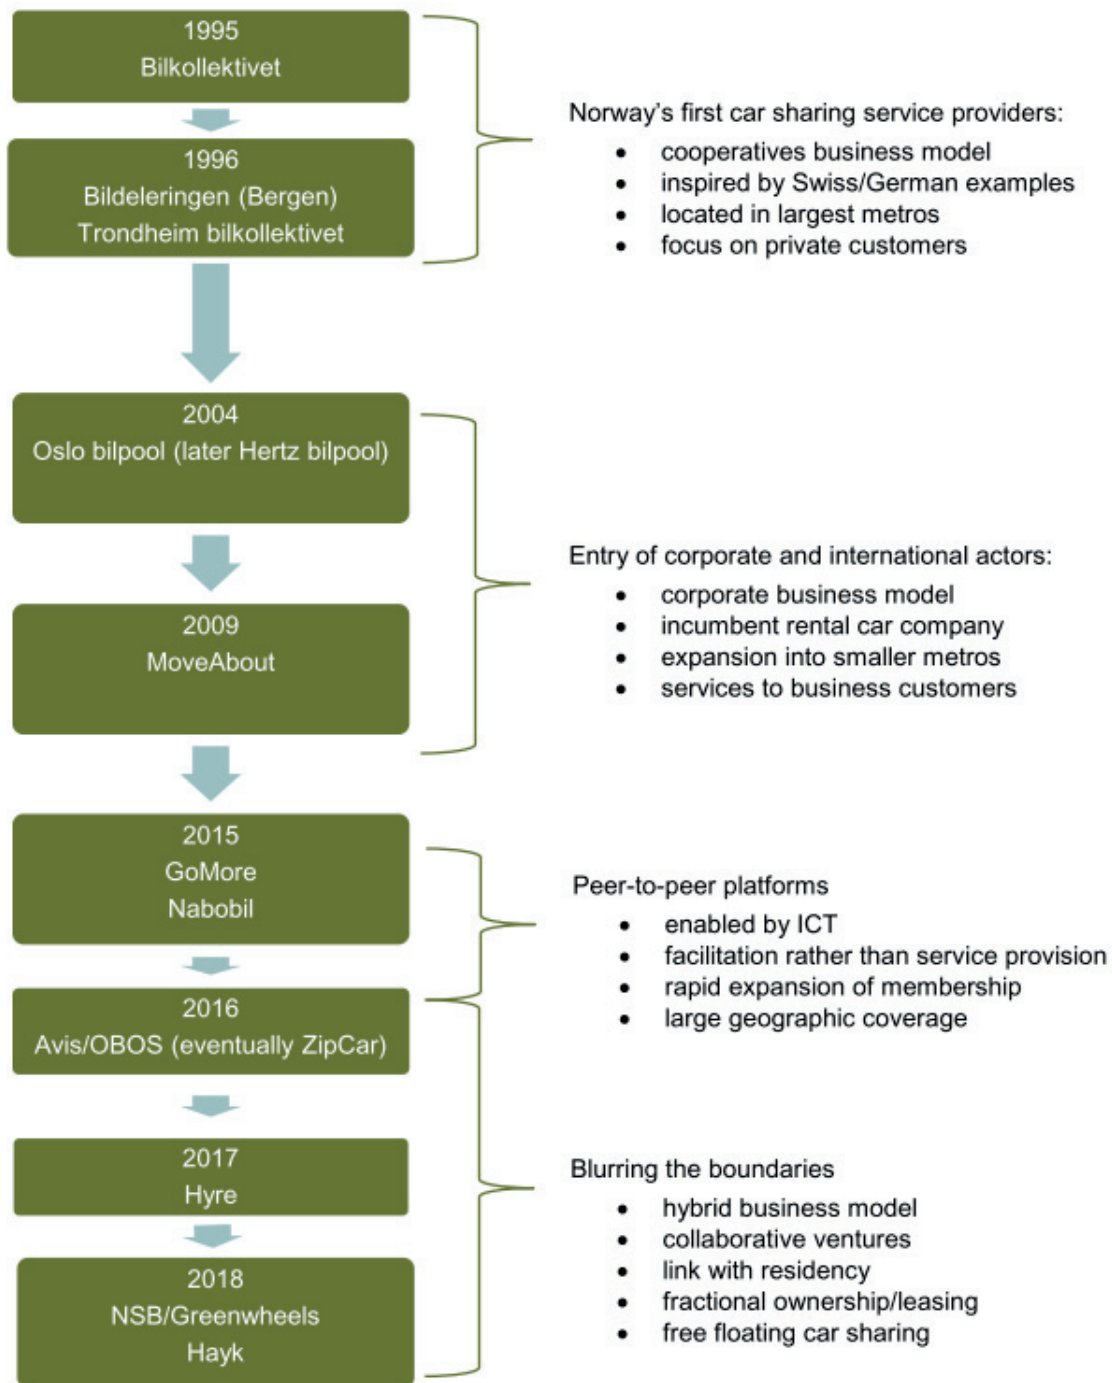 1995
Bilkollektivet
1996
Bildeleringen (Bergen)
Trondheim bilkollektivet
Norway's first car sharing service providers:
• cooperatives business model
• inspired by Swiss/German examples
• located in largest metros
• focus on private customers
2004
Oslo bilpool (later Hertz bilpool)
2009
MoveAbout
Entry of corporate and international actors:
• corporate business model
• incumbent rental car company
• expansion into smaller metros
• services to business customers
2015
GoMore
Nabobil
2016
Avis/OBOS (eventually ZipCar)
Peer-to-peer platforms
• enabled by ICT
• facilitation rather than service provision
• rapid expansion of membership
• large geographic coverage
2017
Hyre
2018
NSB/Greenwheels
Hayk
Blurring the boundaries
• hybrid business model
• collaborative ventures
• link with residency
• fractional ownership/leasing
• free floating car sharing